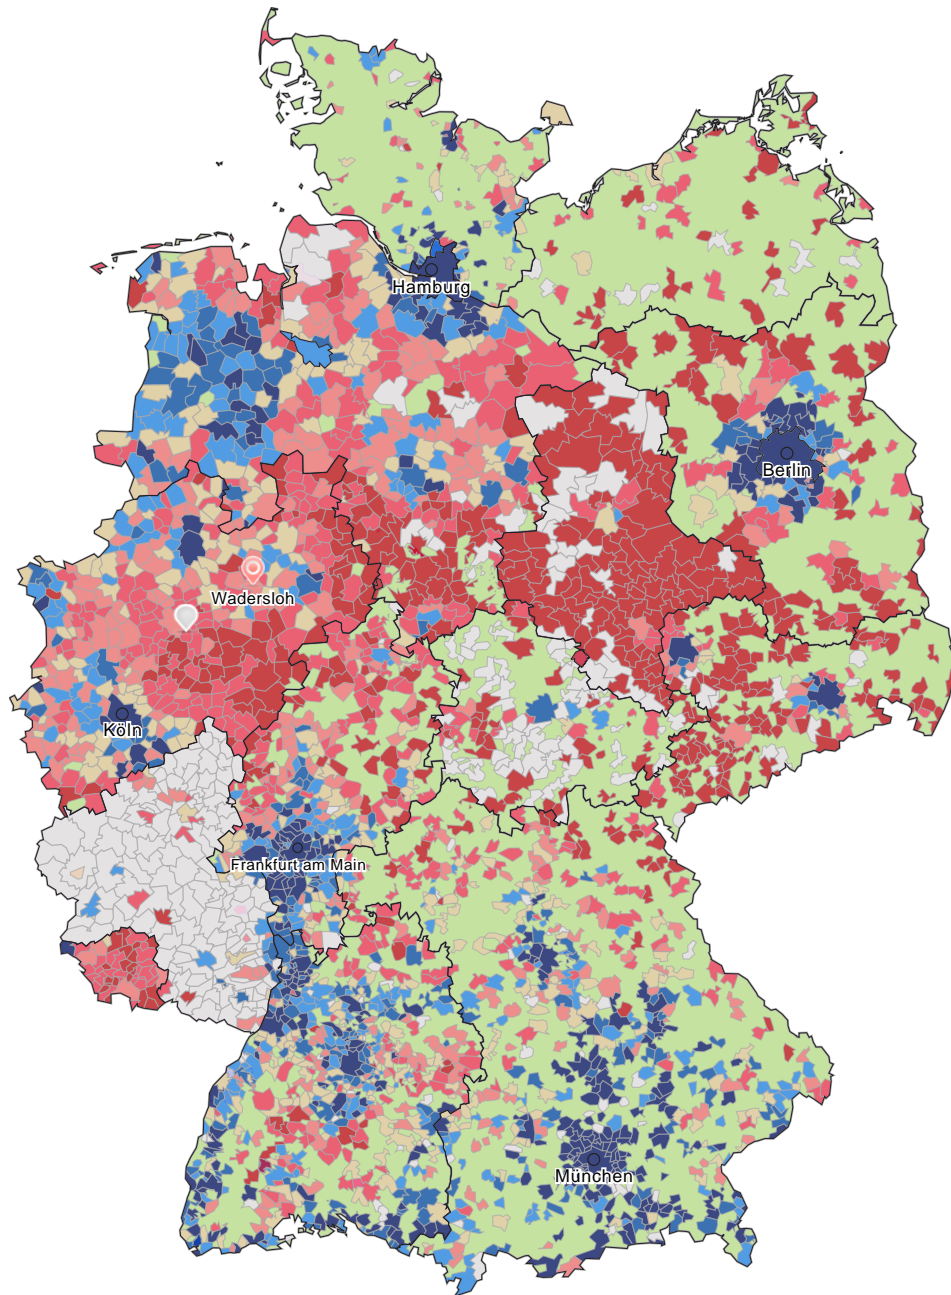 Hamburg
Berlin
Wadersloh
Köln
Frankfurt am Main
München